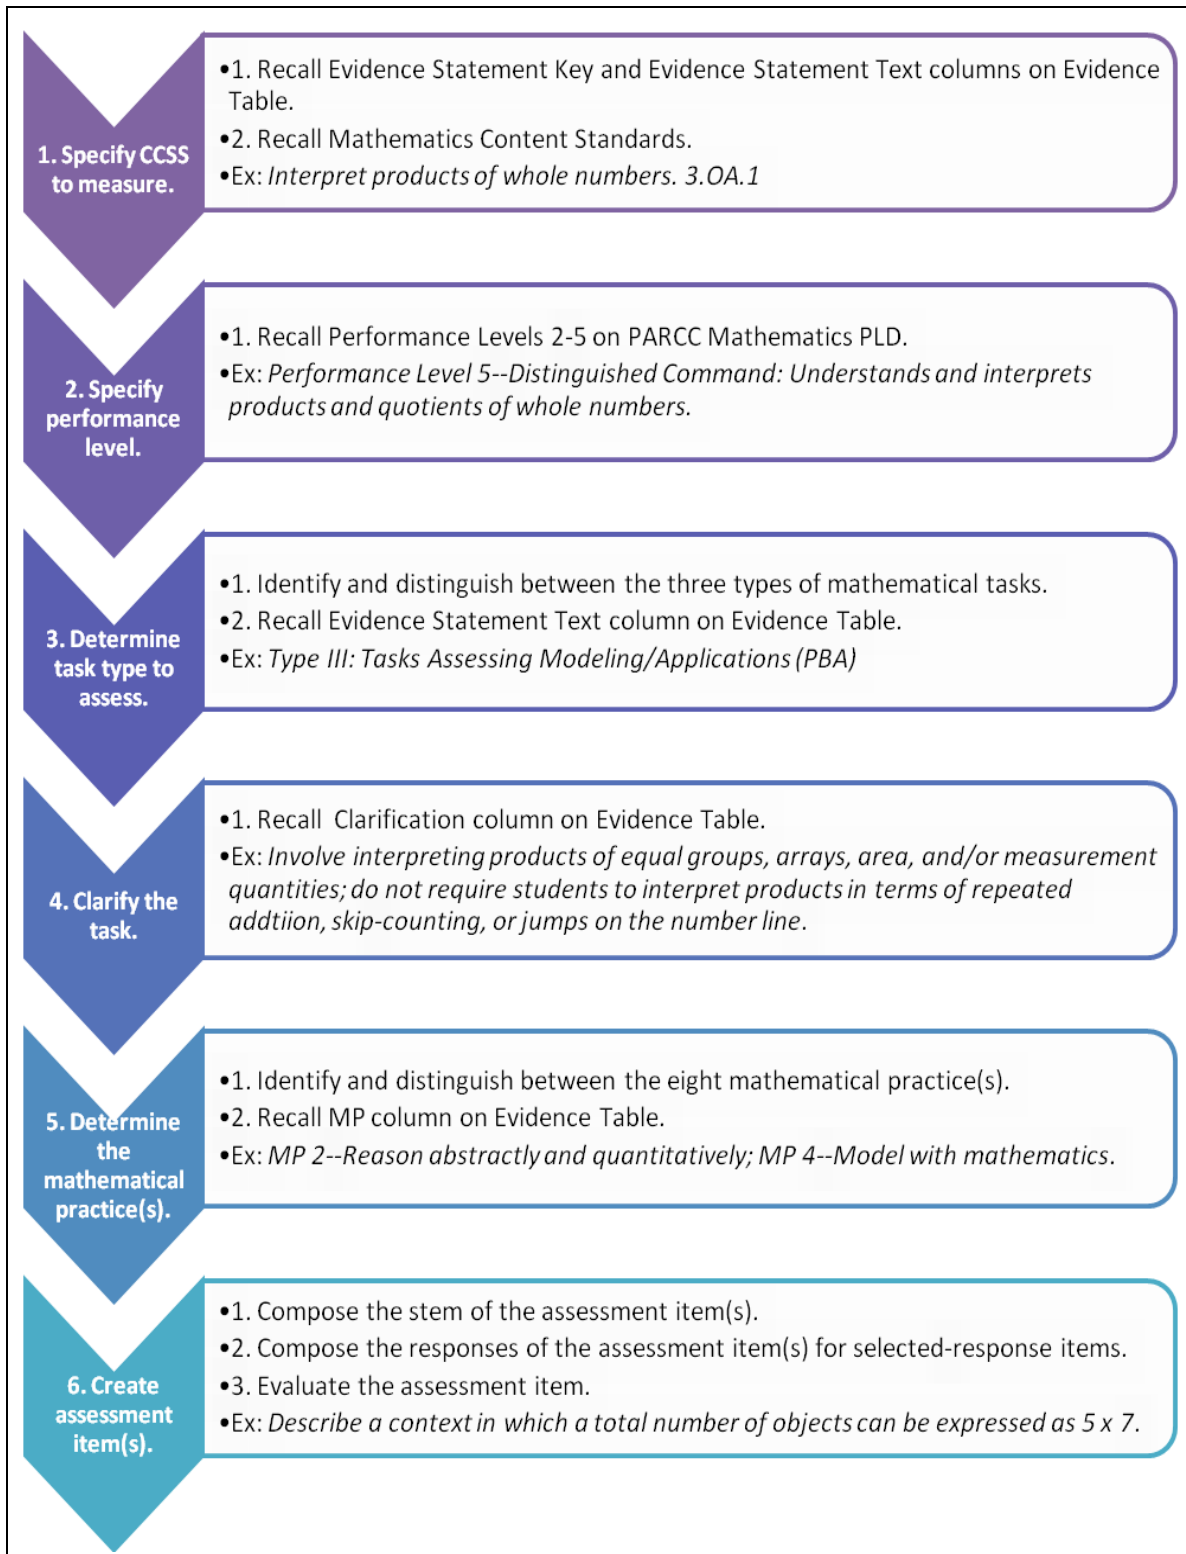 1. Specify CCSS
to measure.
•1. Recall Evidence Statement Key and Evidence Statement Text columns on Evidence
Table.
•2. Recall Mathematics Content Standards.
•Ex: Interpret products of whole numbers. 3.OA.1
2. Specify
performance
level.
•1. Recall Performance Levels 2-5 on PARCC Mathematics PLD.
•Ex: Performance Level 5--Distinguished Command: Understands and interprets
products and quotients of whole numbers.
3. Determine
task type to
assess.
•1. Identify and distinguish between the three types of mathematical tasks.
•2. Recall Evidence Statement Text column on Evidence Table.
•Ex: Type III: Tasks Assessing Modeling/Applications (PBA)
4. Clarify the
task.
•1. Recall Clarification column on Evidence Table.
•Ex: Involve interpreting products of equal groups, arrays, area, and/or measurement
quantities; do not require students to interpret products in terms of repeated
addtiion, skip-counting, or jumps on the number line.
5. Determine
the
mathematical
practice(s).
•1. Identify and distinguish between the eight mathematical practice(s).
•2. Recall MP column on Evidence Table.
•Ex: MP 2--Reason abstractly and quantitatively; MP 4--Model with mathematics.
6. Create
assessment
item(s).
•1. Compose the stem of the assessment item(s).
•2. Compose the responses of the assessment item(s) for selected-response items.
•3. Evaluate the assessment item.
•Ex: Describe a context in which a total number of objects can be expressed as 5 x 7.